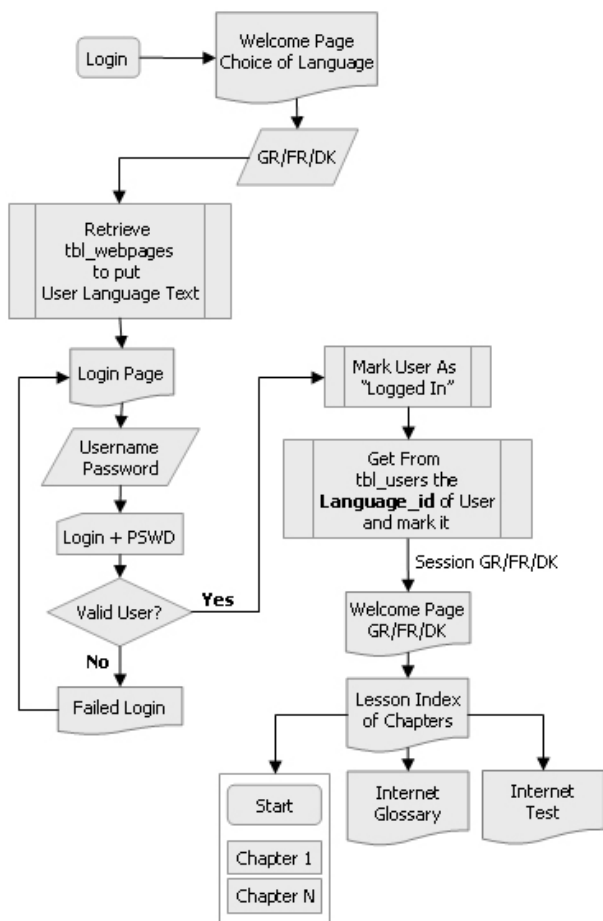 Login
Welcome Page
Choice of Language
GR/FR/DK
Retrieve
tbl_webpages
to put
User Language Text
Login Page
Username
Password
Login + PSWD
Valid User?
Yes
No
Failed Login
Mark User As
“Logged In”
Get From
tbl_users the
Language_id of User
and mark it
Session GR/FR/DK
Welcome Page
GR/FR/DK
Lesson Index
of Chapters
Start
Chapter 1
Chapter N
Internet
Glossary
Internet
Test